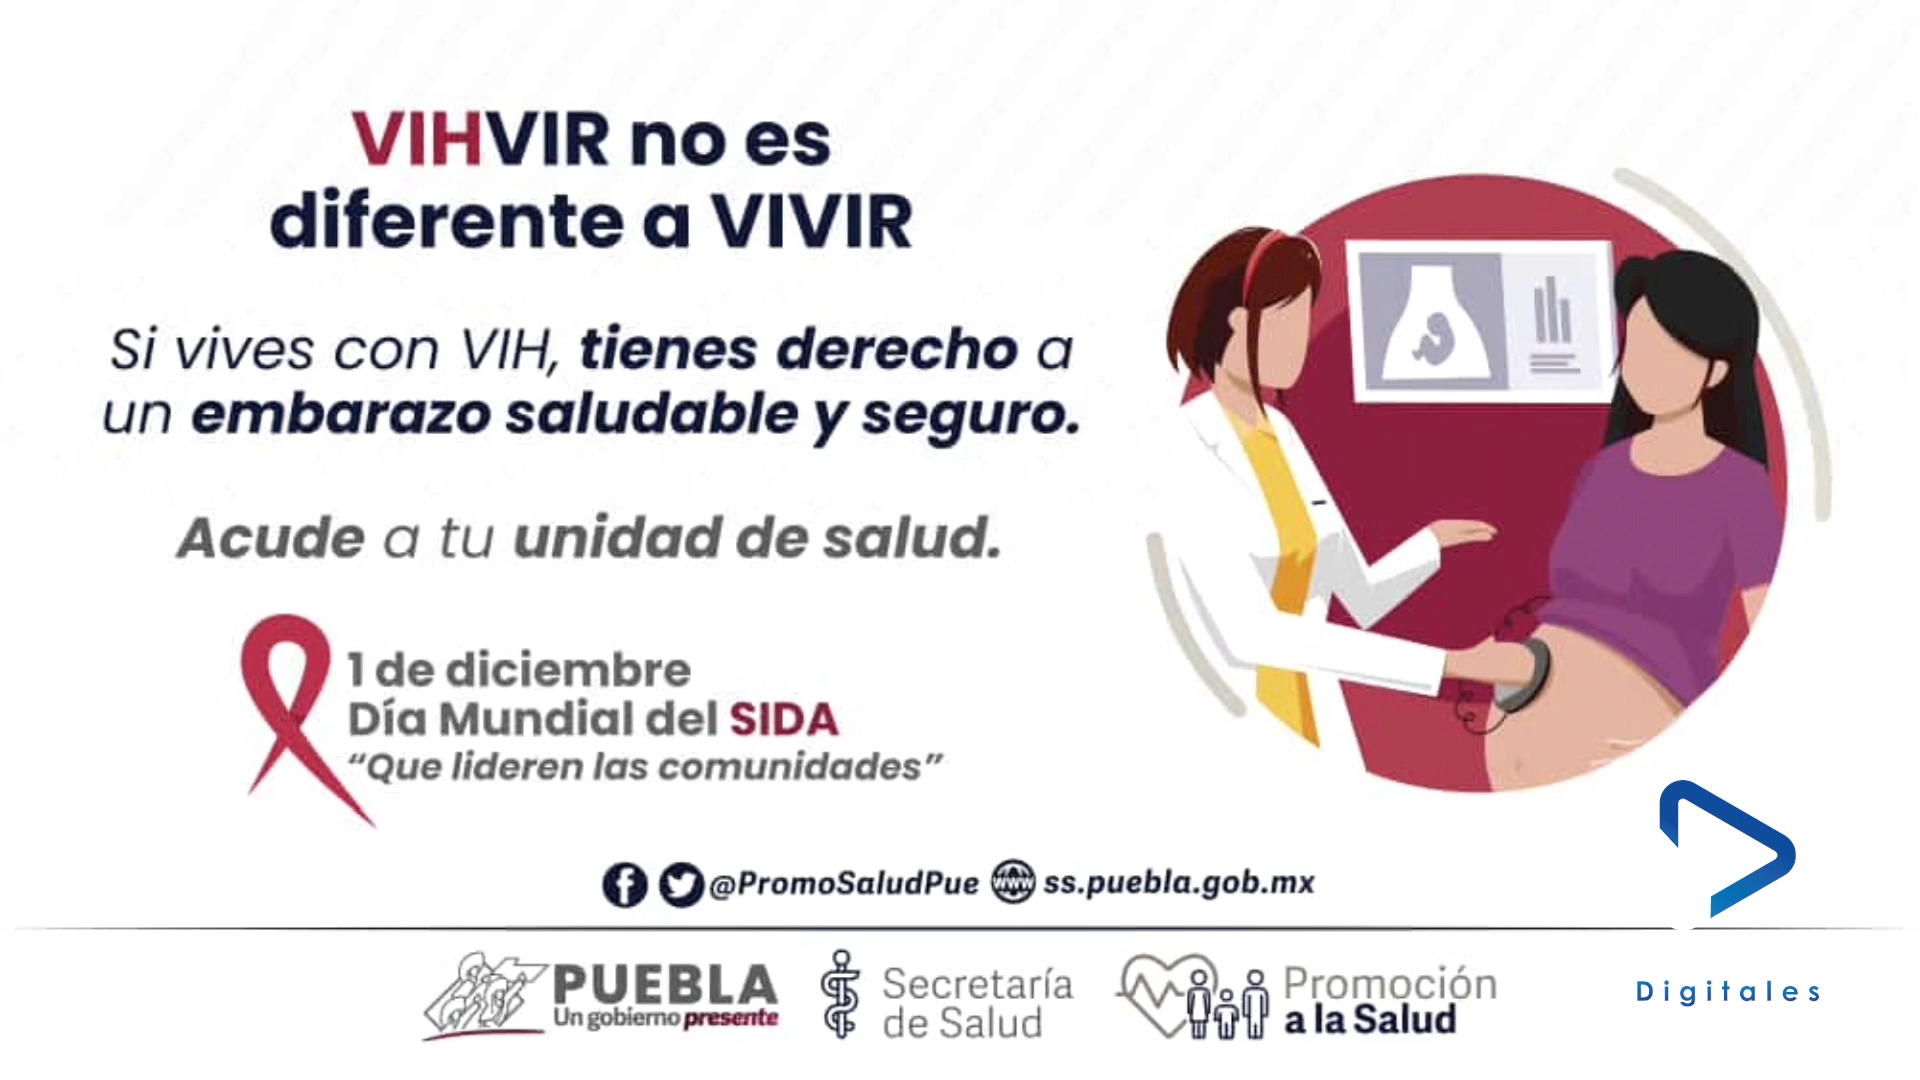 VIHVIR no es
diferente a VIVIR
Si vives con VIH, tienes derecho a
un embarazo saludable y seguro.
Acude a tu unidad de salud.
1 de diciembre
Día Mundial del SIDA
“Que lideren las comunidades”
@PromoSaludPue www ss.puebla.gob.mx
PUEBLA
Un gobierno presente
Secretaría
de Salud
Promoción
a la Salud
Digitales